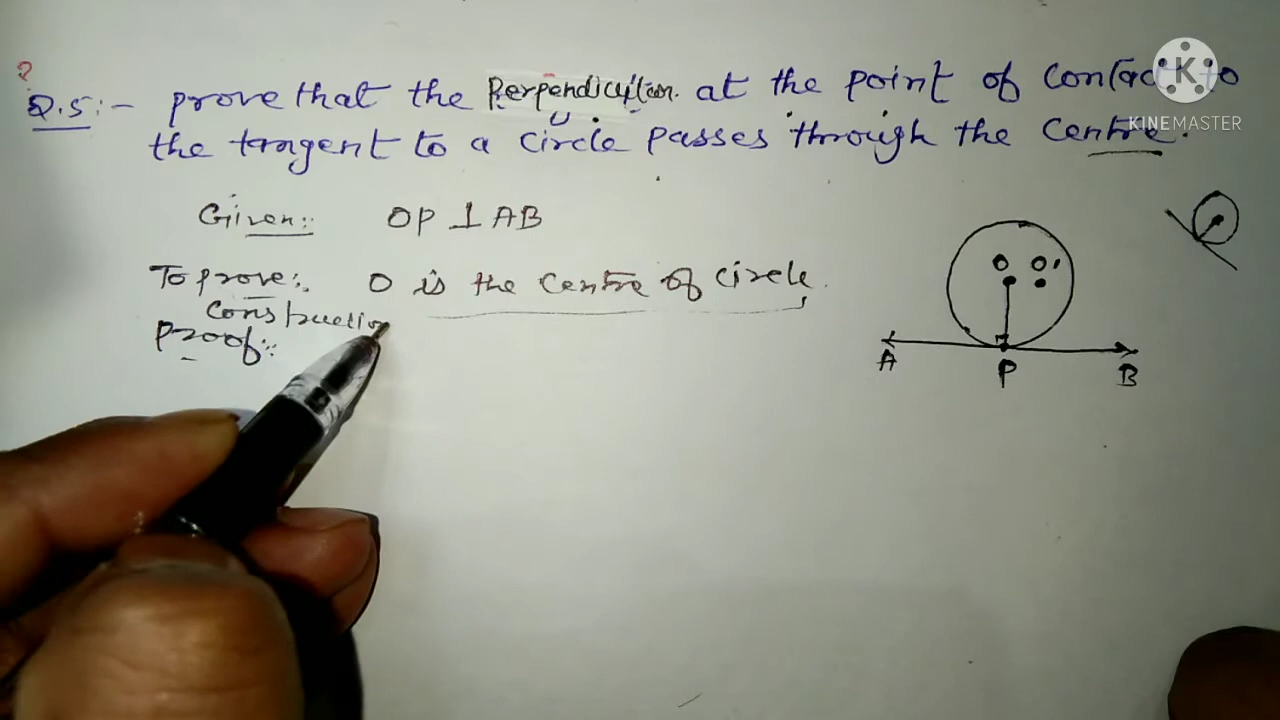 ?
Q.5:- prove that the Perpendicular. at the point of Contact to
the tangent to a circle passes through the Centre.
Given:: OP ⊥ AB
To prove:. O is the Centre of circle.
Construction
Proof::
O O'
A P B
K
KINEMASTER